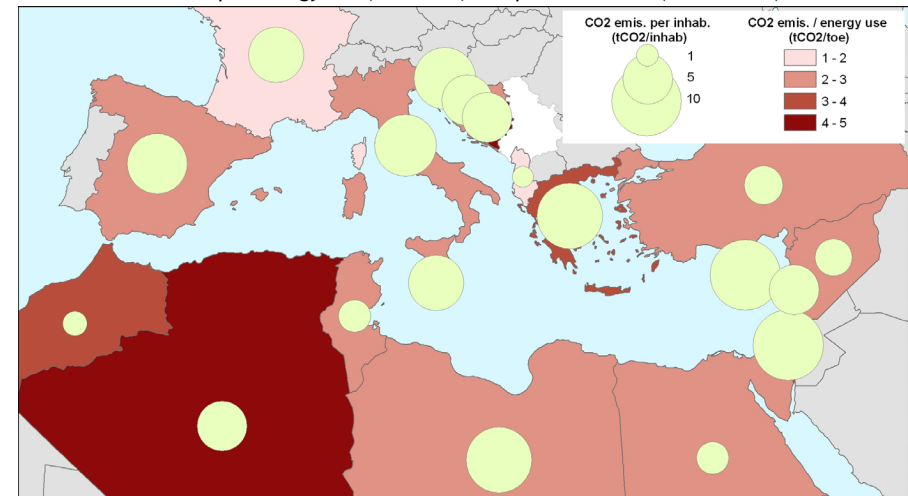 CO2 emis. per inhab.
(tCO2/inhab)
1
5
10
CO2 emis. / energy use
(tCO2/toe)
1 - 2
2 - 3
3 - 4
4 - 5